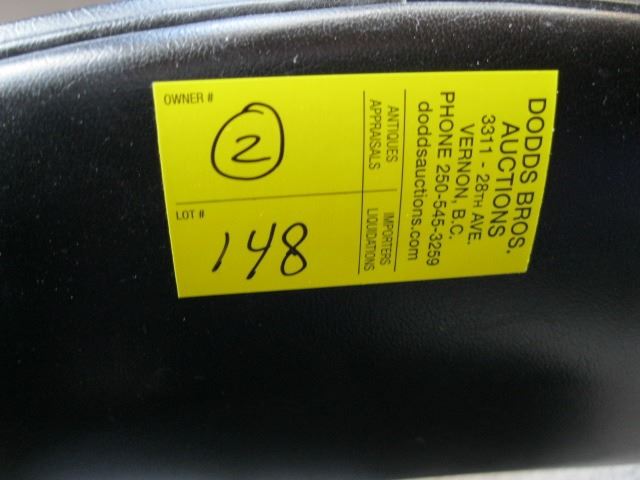 DODDS BROS.
AUCTIONS
3311 - 28TH AVE.
VERNON, B.C.
PHONE 250-545-3259
doddsauctions.com
ANTIQUES IMPORTERS
APPRAISALS LIQUIDATIONS
OWNER #
2
LOT #
148